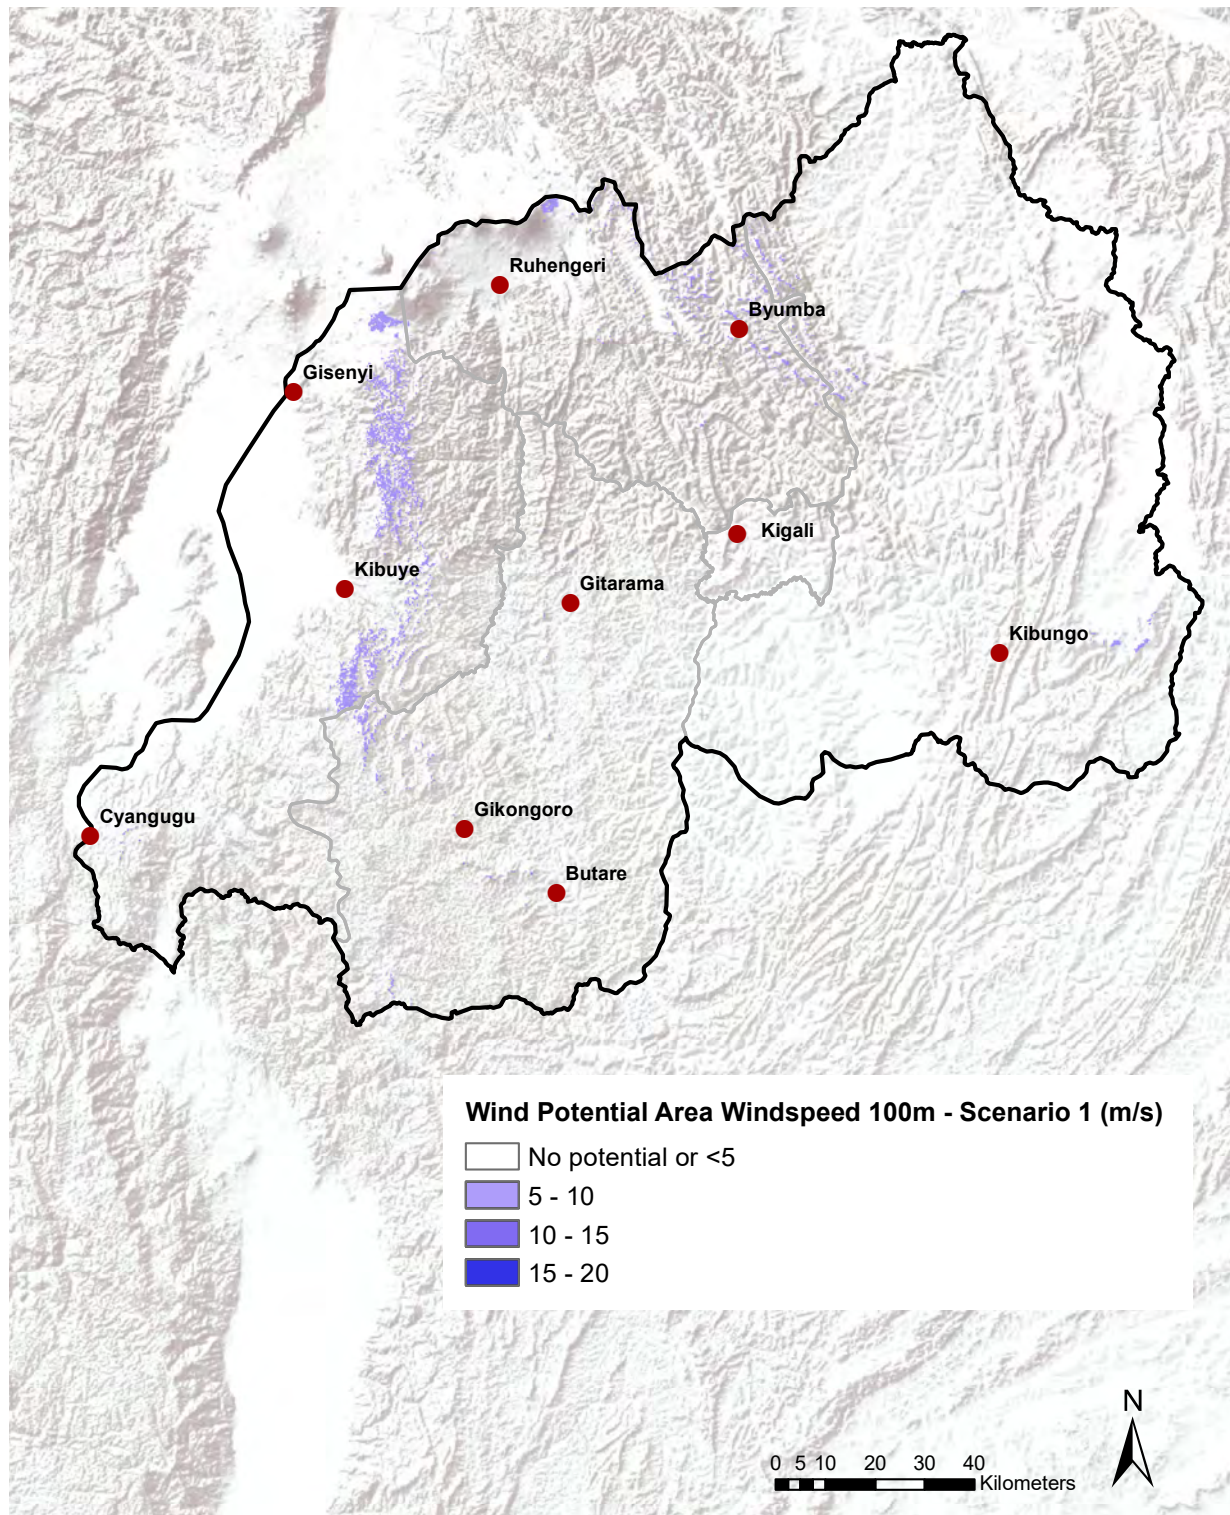 Ruhengeri
Byumba
Gisenyi
Kigali
Kibuye
Gitarama
Kibungo
Gikongoro
Cyangugu
Butare
Wind Potential Area Windspeed 100m - Scenario 1 (m/s)
No potential or <5
5 - 10
10 - 15
15 - 20
N
0 5 10 20 30 40
Kilometers